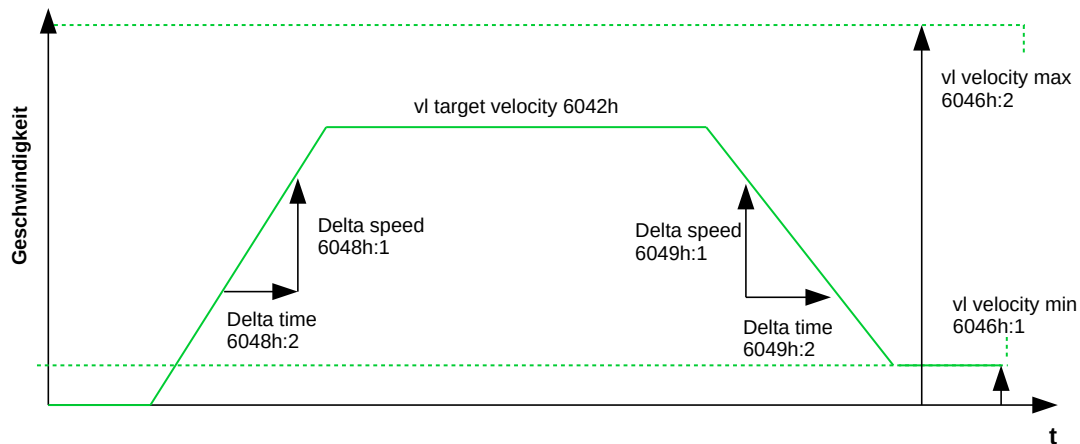 Geschwindigkeit
vl target velocity 6042h
vl velocity max
6046h:2
Delta speed
6048h:1
Delta speed
6049h:1
Delta time
6048h:2
Delta time
6049h:2
vl velocity min
6046h:1
t